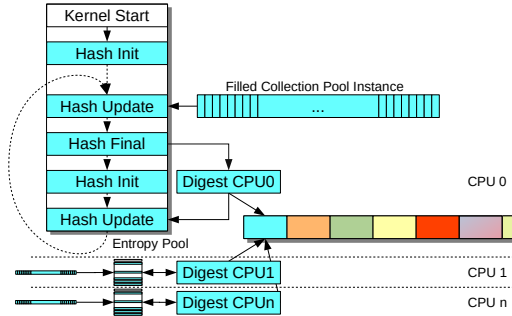 Kernel Start
Hash Init
Filled Collection Pool Instance
Hash Update
...
Hash Final
Hash Init
Digest CPU0
CPU 0
Hash Update
Entropy Pool
Digest CPU1
CPU 1
Digest CPUn
CPU n